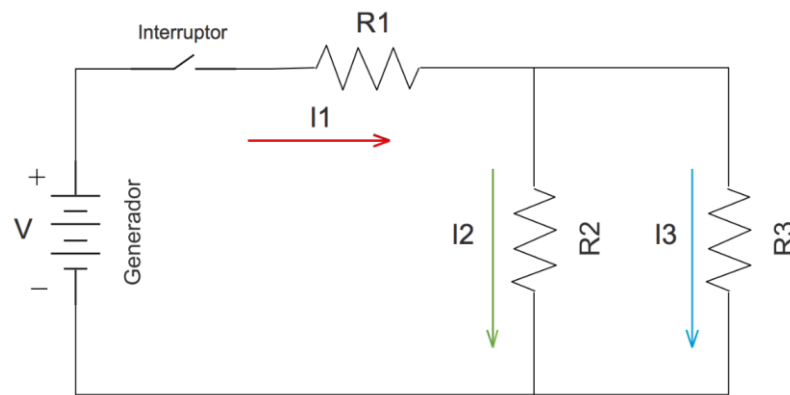 Interruptor
R1
I1
+
V
Generador
−
I2
R2
I3
R3